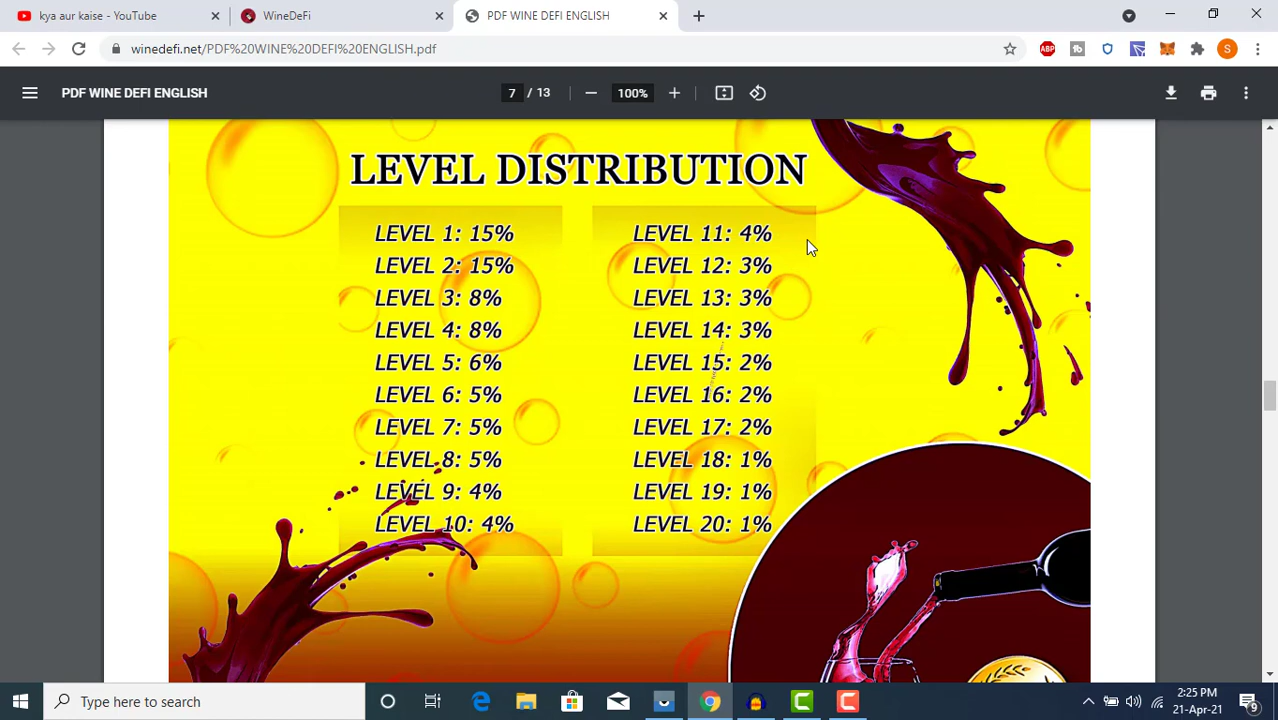 kya aur kaise - YouTube
WineDeFi
PDF WINE DEFI ENGLISH
winedefi.net/PDF%20WINE%20DEFI%20ENGLISH.pdf
ABP
S
PDF WINE DEFI ENGLISH
7 / 13
100%
LEVEL DISTRIBUTION
LEVEL 1: 15%
LEVEL 2: 15%
LEVEL 3: 8%
LEVEL 4: 8%
LEVEL 5: 6%
LEVEL 6: 5%
LEVEL 7: 5%
LEVEL 8: 5%
LEVEL 9: 4%
LEVEL 10: 4%
LEVEL 11: 4%
LEVEL 12: 3%
LEVEL 13: 3%
LEVEL 14: 3%
LEVEL 15: 2%
LEVEL 16: 2%
LEVEL 17: 2%
LEVEL 18: 1%
LEVEL 19: 1%
LEVEL 20: 1%
Type here to search
2:25 PM
21-Apr-21
9